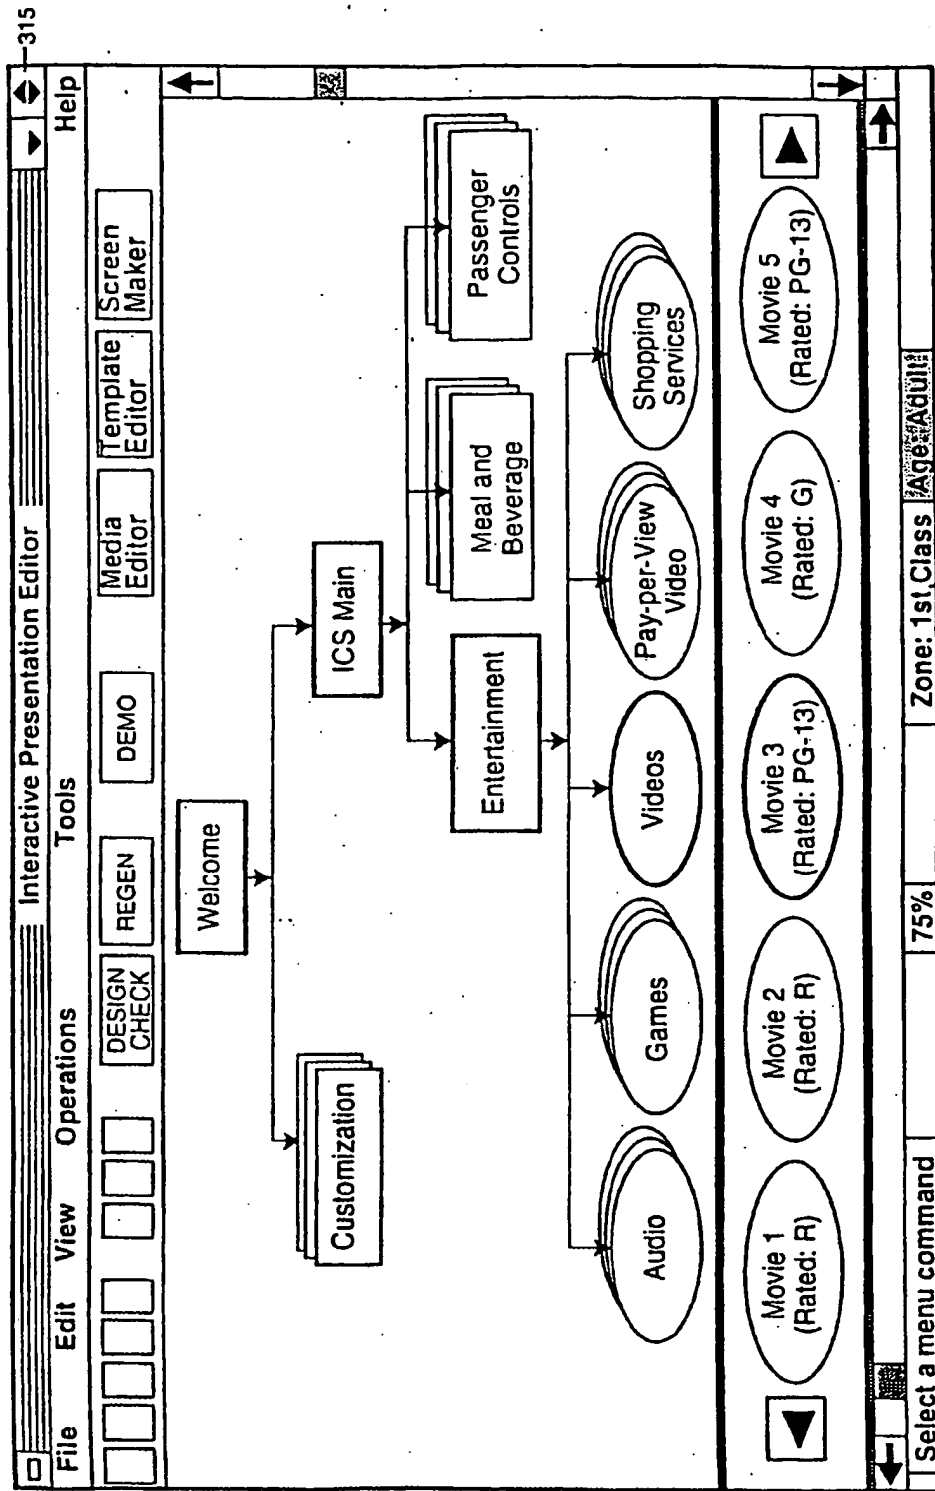 315
Interactive Presentation Editor
File Edit View Operations Tools Help
DESIGN
CHECK
REGEN
DEMO
Media
Editor
Template
Editor
Screen
Maker
Welcome
Customization
ICS Main
Entertainment
Meal and
Beverage
Passenger
Controls
Audio
Games
Videos
Pay-per-View
Video
Shopping
Services
Movie 1
(Rated: R)
Movie 2
(Rated: R)
Movie 3
(Rated: PG-13)
Movie 4
(Rated: G)
Movie 5
(Rated: PG-13)
Select a menu command
75%
Zone: 1st Class
Age: Adult